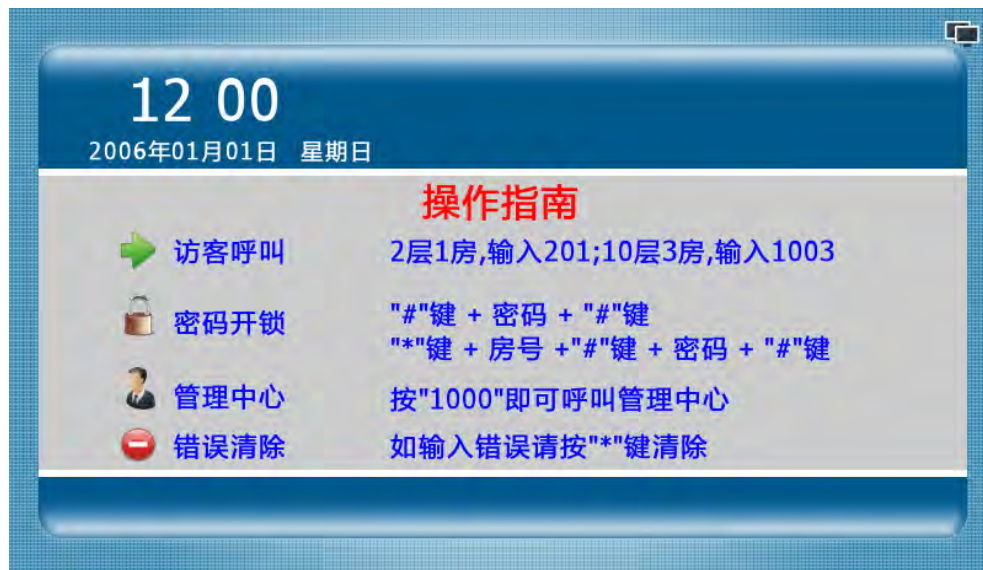 12 00
2006年01月01日 星期日
操作指南
访客呼叫 2层1房,输入201;10层3房,输入1003
密码开锁 "#"键 + 密码 + "#"键
"*"键 + 房号 +"#"键 + 密码 + "#"键
管理中心 按"1000"即可呼叫管理中心
错误清除 如输入错误请按"*"键清除